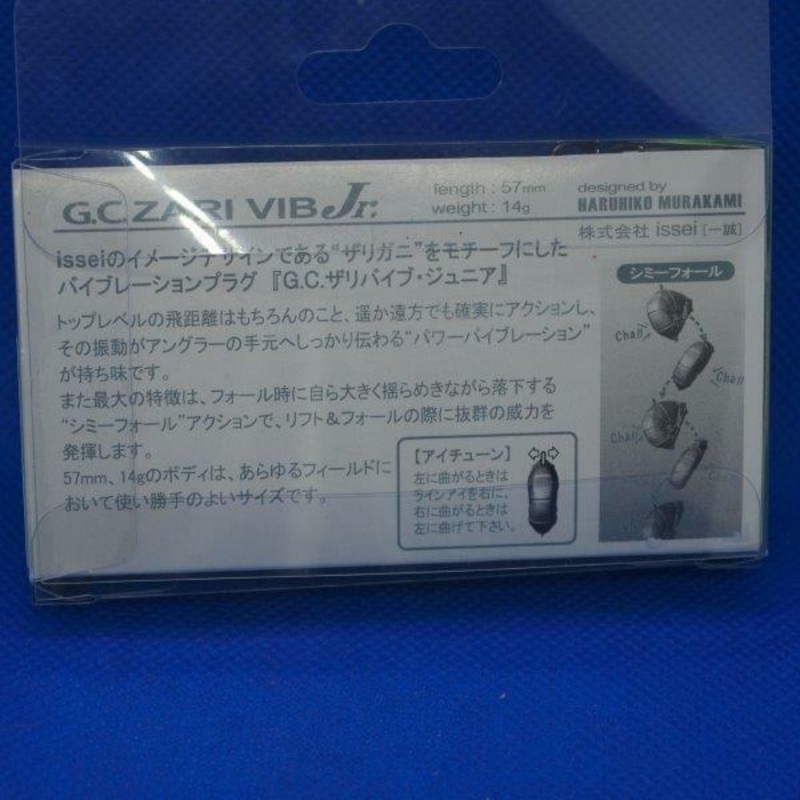 G.C.ZARI VIB Jr.
length : 57mm
weight : 14g
designed by
HARUHIKO MURAKAMI
株式会社 issei [一誠]
isseiのイメージデザインである“ザリガニ”をモチーフにした
バイブレーションプラグ『G.C.ザリバイブ・ジュニア』
トップレベルの飛距離はもちろんのこと、遥か遠方でも確実にアクションし、
その振動がアングラーの手元へしっかり伝わる“パワーバイブレーション”
が持ち味です。
また最大の特徴は、フォール時に自ら大きく揺らめきながら落下する
“シミーフォール”アクションで、リフト＆フォールの際に抜群の威力を
発揮します。
57mm、14gのボディは、あらゆるフィールドに
おいて使い勝手のよいサイズです。
【アイチューン】
左に曲がるときは
ラインアイを右に、
右に曲がるときは
左に曲げて下さい。
シミーフォール